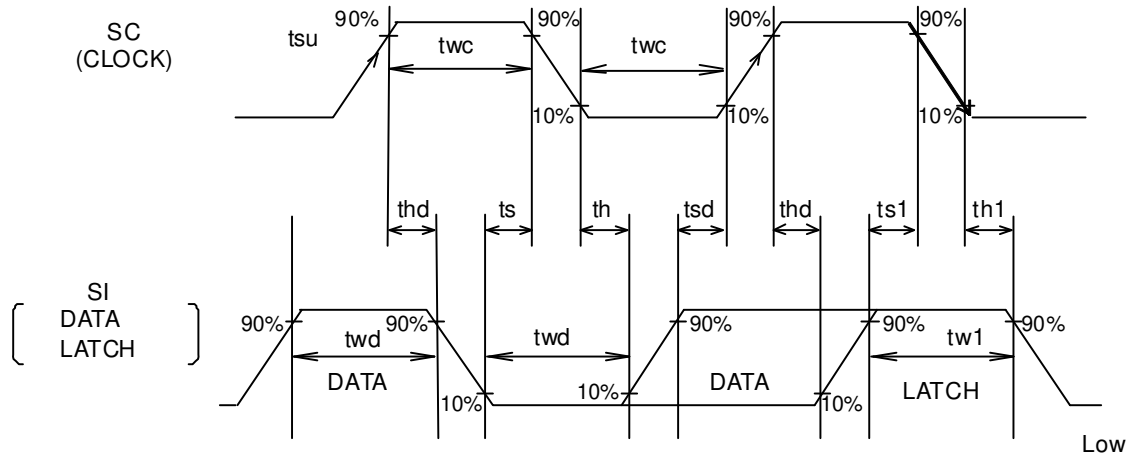 SC
(CLOCK)
tsu
90%
twc
90%
twc
90%
90%
10%
10%
10%
thd
ts
th
tsd
thd
ts1
th1
SI
DATA
LATCH
90%
twd
90%
twd
90%
90%
tw1
90%
DATA
10%
10%
DATA
10%
LATCH
Low